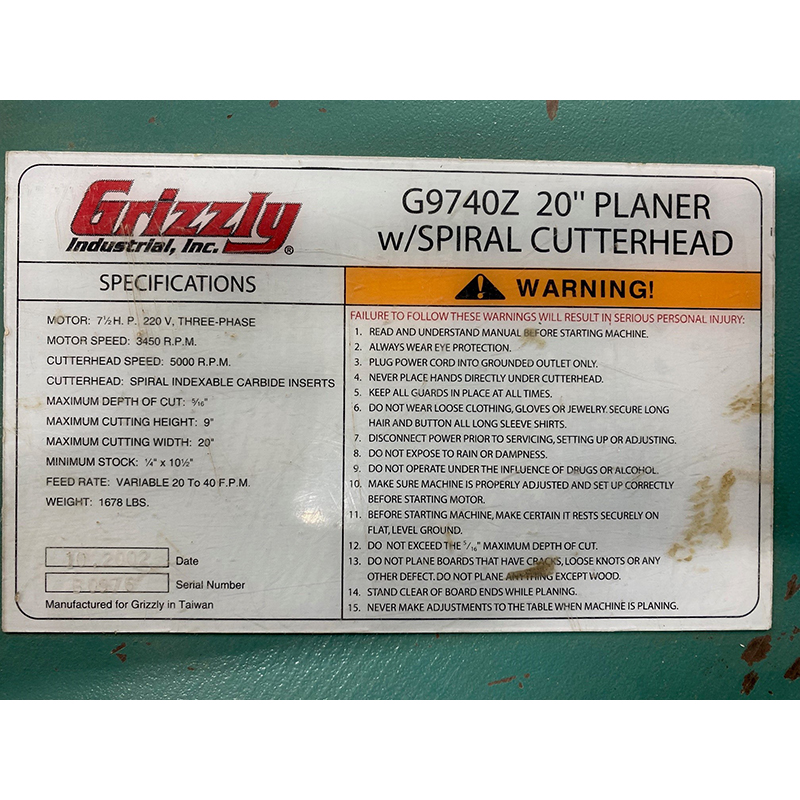 Grizzly
Industrial, Inc.®
G9740Z 20" PLANER
w/SPIRAL CUTTERHEAD
SPECIFICATIONS
MOTOR: 7½ H. P. 220 V, THREE-PHASE
MOTOR SPEED: 3450 R.P.M.
CUTTERHEAD SPEED: 5000 R.P.M.
CUTTERHEAD: SPIRAL INDEXABLE CARBIDE INSERTS
MAXIMUM DEPTH OF CUT: 5/16"
MAXIMUM CUTTING HEIGHT: 9"
MAXIMUM CUTTING WIDTH: 20"
MINIMUM STOCK: ¼" x 10½"
FEED RATE: VARIABLE 20 To 40 F.P.M.
WEIGHT: 1678 LBS.
10.2002 Date
Serial Number
Manufactured for Grizzly in Taiwan
WARNING!
FAILURE TO FOLLOW THESE WARNINGS WILL RESULT IN SERIOUS PERSONAL INJURY:
1. READ AND UNDERSTAND MANUAL BEFORE STARTING MACHINE.
2. ALWAYS WEAR EYE PROTECTION.
3. PLUG POWER CORD INTO GROUNDED OUTLET ONLY.
4. NEVER PLACE HANDS DIRECTLY UNDER CUTTERHEAD.
5. KEEP ALL GUARDS IN PLACE AT ALL TIMES.
6. DO NOT WEAR LOOSE CLOTHING, GLOVES OR JEWELRY. SECURE LONG
HAIR AND BUTTON ALL LONG SLEEVE SHIRTS.
7. DISCONNECT POWER PRIOR TO SERVICING, SETTING UP OR ADJUSTING.
8. DO NOT EXPOSE TO RAIN OR DAMPNESS.
9. DO NOT OPERATE UNDER THE INFLUENCE OF DRUGS OR ALCOHOL.
10. MAKE SURE MACHINE IS PROPERLY ADJUSTED AND SET UP CORRECTLY
BEFORE STARTING MOTOR.
11. BEFORE STARTING MACHINE, MAKE CERTAIN IT RESTS SECURELY ON
FLAT, LEVEL GROUND.
12. DO NOT EXCEED THE 5/16" MAXIMUM DEPTH OF CUT.
13. DO NOT PLANE BOARDS THAT HAVE CRACKS, LOOSE KNOTS OR ANY
OTHER DEFECT. DO NOT PLANE ANYTHING EXCEPT WOOD.
14. STAND CLEAR OF BOARD ENDS WHILE PLANING.
15. NEVER MAKE ADJUSTMENTS TO THE TABLE WHEN MACHINE IS PLANING.